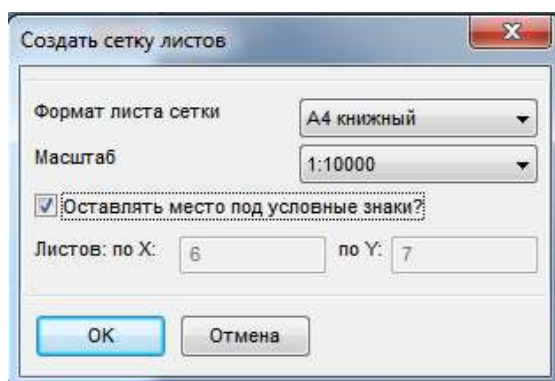 Создать сетку листов
Формат листа сетки А4 книжный
Масштаб 1:10000
Оставлять место под условные знаки?
Листов: по X: 6 по Y: 7
ОК Отмена